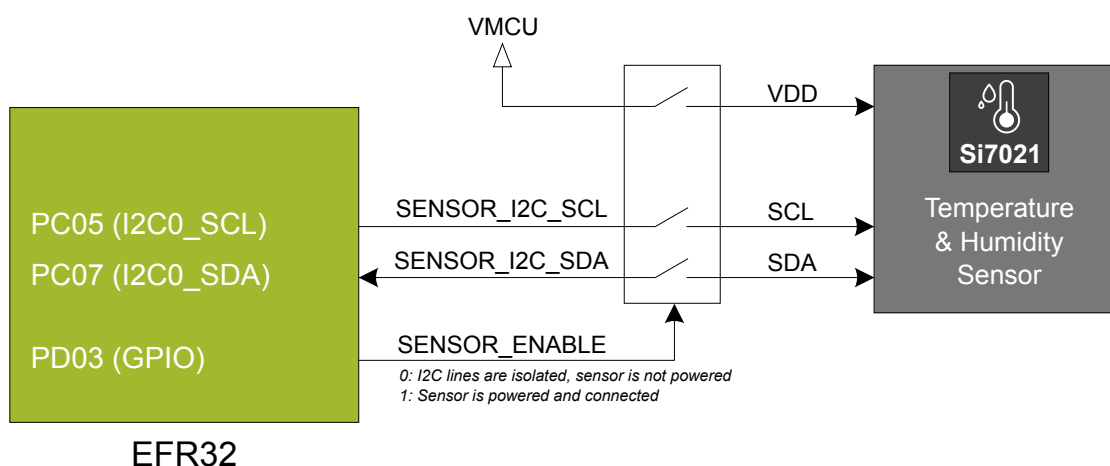 VMCU
VDD
Si7021
PC05 (I2C0_SCL)
SENSOR_I2C_SCL
SCL
Temperature
& Humidity
Sensor
PC07 (I2C0_SDA)
SENSOR_I2C_SDA
SDA
PD03 (GPIO)
SENSOR_ENABLE
0: I2C lines are isolated, sensor is not powered
1: Sensor is powered and connected
EFR32